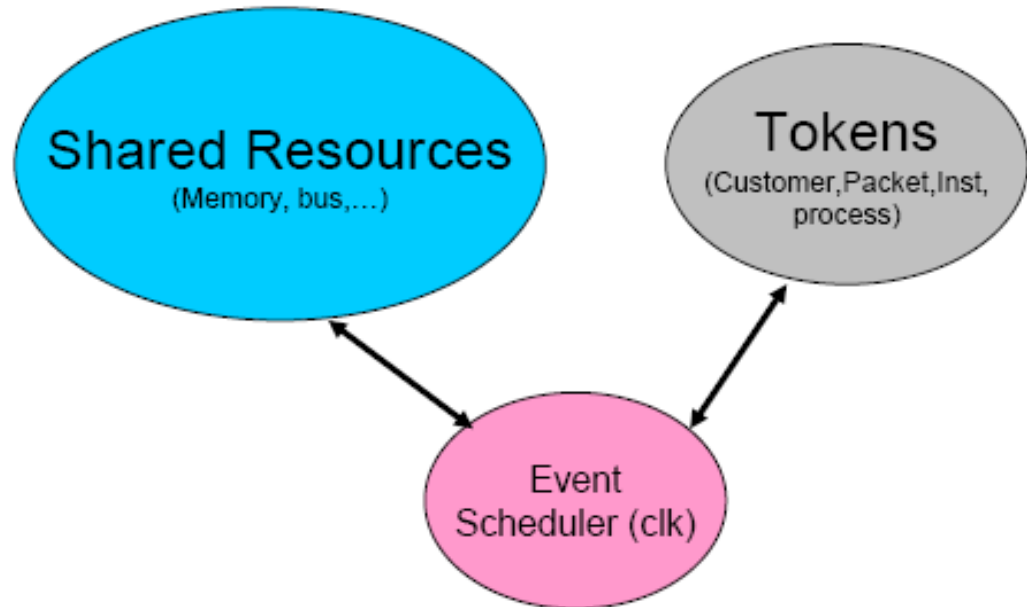 Shared Resources
(Memory, bus,...)
Tokens
(Customer,Packet,Inst,
process)
Event
Scheduler (clk)